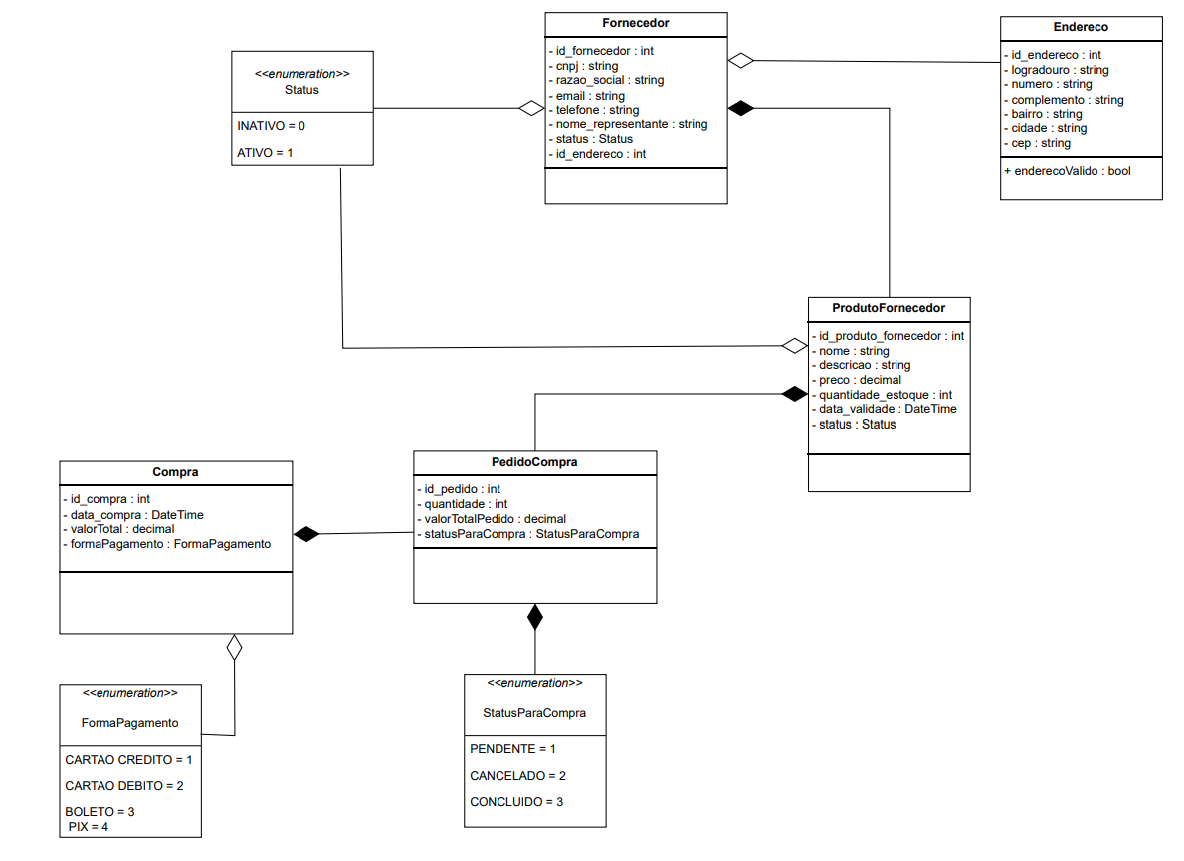 Fornecedor
- id_fornecedor : int
- cnpj : string
- razao_social : string
- email : string
- telefone : string
- nome_representante : string
- status : Status
- id_endereco : int
Endereco
- id_endereco : int
- logradouro : string
- numero : string
- complemento : string
- bairro : string
- cidade : string
- cep : string
+ enderecoValido : bool
<<enumeration>>
Status
INATIVO = 0
ATIVO = 1
ProdutoFornecedor
- id_produto_fornecedor : int
- nome : string
- descricao : string
- preco : decimal
- quantidade_estoque : int
- data_validade : DateTime
- status : Status
PedidoCompra
- id_pedido : int
- quantidade : int
- valorTotalPedido : decimal
- statusParaCompra : StatusParaCompra
Compra
- id_compra : int
- data_compra : DateTime
- valorTotal : decimal
- formaPagamento : FormaPagamento
<<enumeration>>
FormaPagamento
CARTAO CREDITO = 1
CARTAO DEBITO = 2
BOLETO = 3
PIX = 4
<<enumeration>>
StatusParaCompra
PENDENTE = 1
CANCELADO = 2
CONCLUIDO = 3